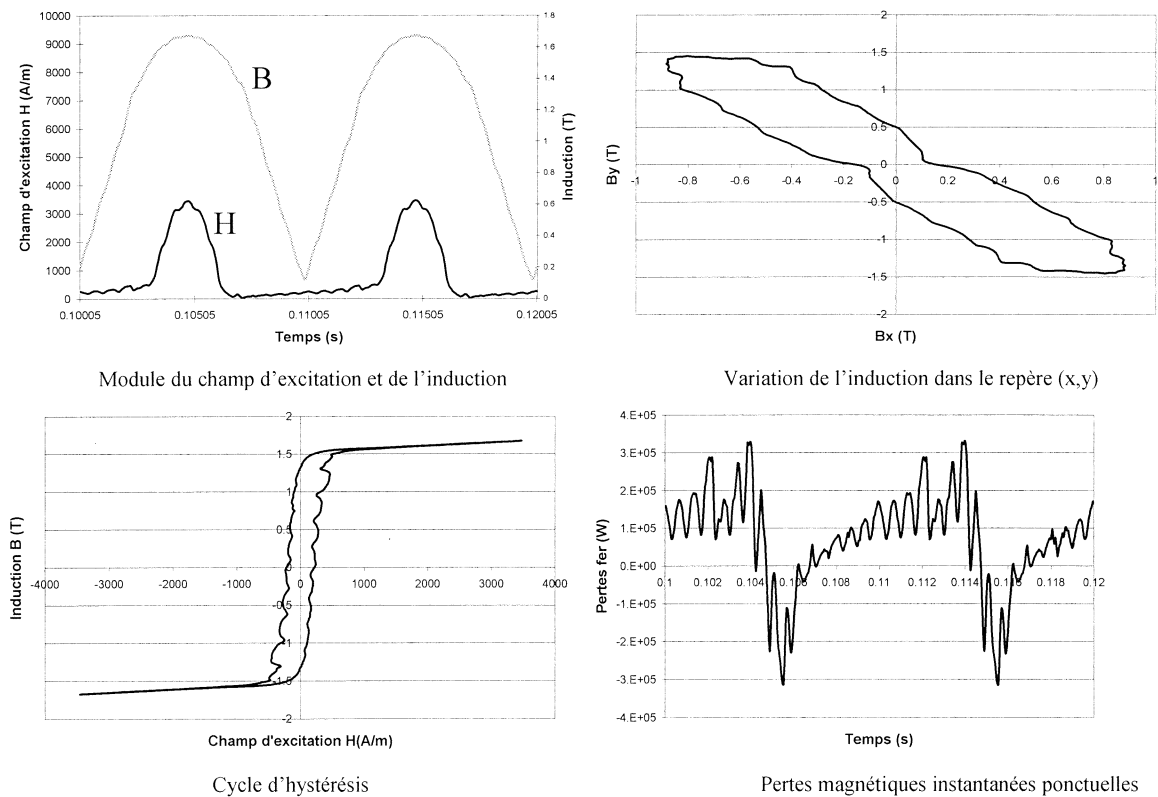 10000
9000
8000
7000
6000
5000
4000
3000
2000
1000
0
Champ d'excitation H (A/m)
B
H
1.8
1.6
1.4
1.2
1
0.8
0.6
0.4
0.2
0
Induction (T)
0.10005 0.10505 0.11005 0.11505 0.12005
Temps (s)
2
1.5
1
0.5
0
-0.5
-1
-1.5
-2
By (T)
-1 -0.8 -0.6 -0.4 -0.2 0 0.2 0.4 0.6 0.8 1
Bx (T)
Module du champ d'excitation et de l'induction
Variation de l'induction dans le repère (x,y)
2
1.5
1
0.5
0
-0.5
-1
-1.5
-2
Induction B (T)
-4000 -3000 -2000 -1000 0 1000 2000 3000 4000
Champ d'excitation H(A/m)
4.E+05
3.E+05
2.E+05
1.E+05
0.E+00
-1.E+05
-2.E+05
-3.E+05
-4.E+05
Pertes fer (W)
0.1 0.102 0.104 0.106 0.108 0.11 0.112 0.114 0.116 0.118 0.12
Temps (s)
Cycle d'hystérésis
Pertes magnétiques instantanées ponctuelles